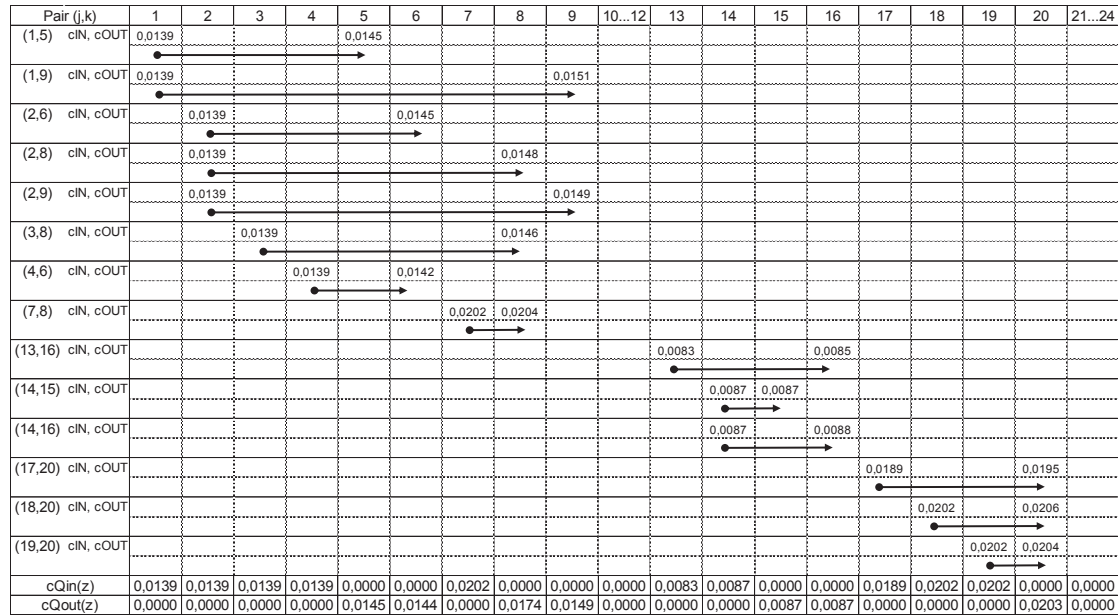 Pair (j,k) 1 2 3 4 5 6 7 8 9 10...12 13 14 15 16 17 18 19 20 21...24
(1,5) cIN, cOUT 0,0139 0,0145
(1,9) cIN, cOUT 0,0139 0,0151
(2,6) cIN, cOUT 0,0139 0,0145
(2,8) cIN, cOUT 0,0139 0,0148
(2,9) cIN, cOUT 0,0139 0,0149
(3,8) cIN, cOUT 0,0139 0,0146
(4,6) cIN, cOUT 0,0139 0,0142
(7,8) cIN, cOUT 0,0202 0,0204
(13,16) cIN, cOUT 0,0083 0,0085
(14,15) cIN, cOUT 0,0087 0,0087
(14,16) cIN, cOUT 0,0087 0,0088
(17,20) cIN, cOUT 0,0189 0,0195
(18,20) cIN, cOUT 0,0202 0,0206
(19,20) cIN, cOUT 0,0202 0,0204
cQin(z) 0,0139 0,0139 0,0139 0,0139 0,0000 0,0000 0,0202 0,0000 0,0000 0,0000 0,0083 0,0087 0,0000 0,0000 0,0189 0,0202 0,0202 0,0000 0,0000
cQout(z) 0,0000 0,0000 0,0000 0,0000 0,0145 0,0144 0,0000 0,0174 0,0149 0,0000 0,0000 0,0000 0,0087 0,0087 0,0000 0,0000 0,0000 0,0203 0,0000